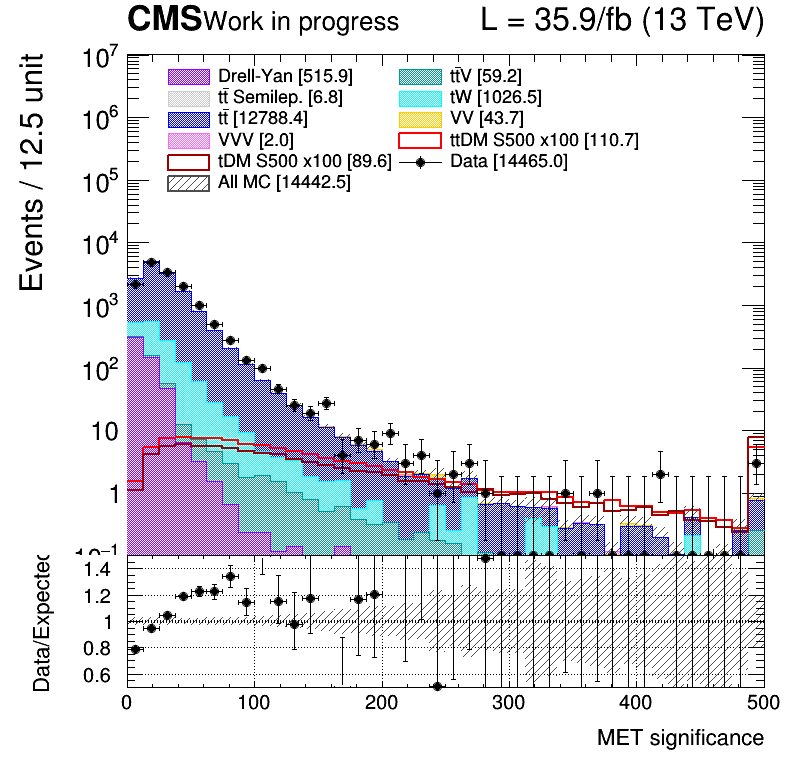 CMS Work in progress L = 35.9/fb (13 TeV)
Events / 12.5 unit
10⁷
10⁶
10⁵
10⁴
10³
10²
10
1
10⁻¹
Drell-Yan [515.9] tt̄V [59.2]
tt̄ Semilep. [6.8] tW [1026.5]
tt̄ [12788.4] VV [43.7]
VVV [2.0] ttDM S500 x100 [110.7]
tDM S500 x100 [89.6] Data [14465.0]
All MC [14442.5]
Data/Expected
1.4
1.2
1
0.8
0.6
0 100 200 300 400 500
MET significance